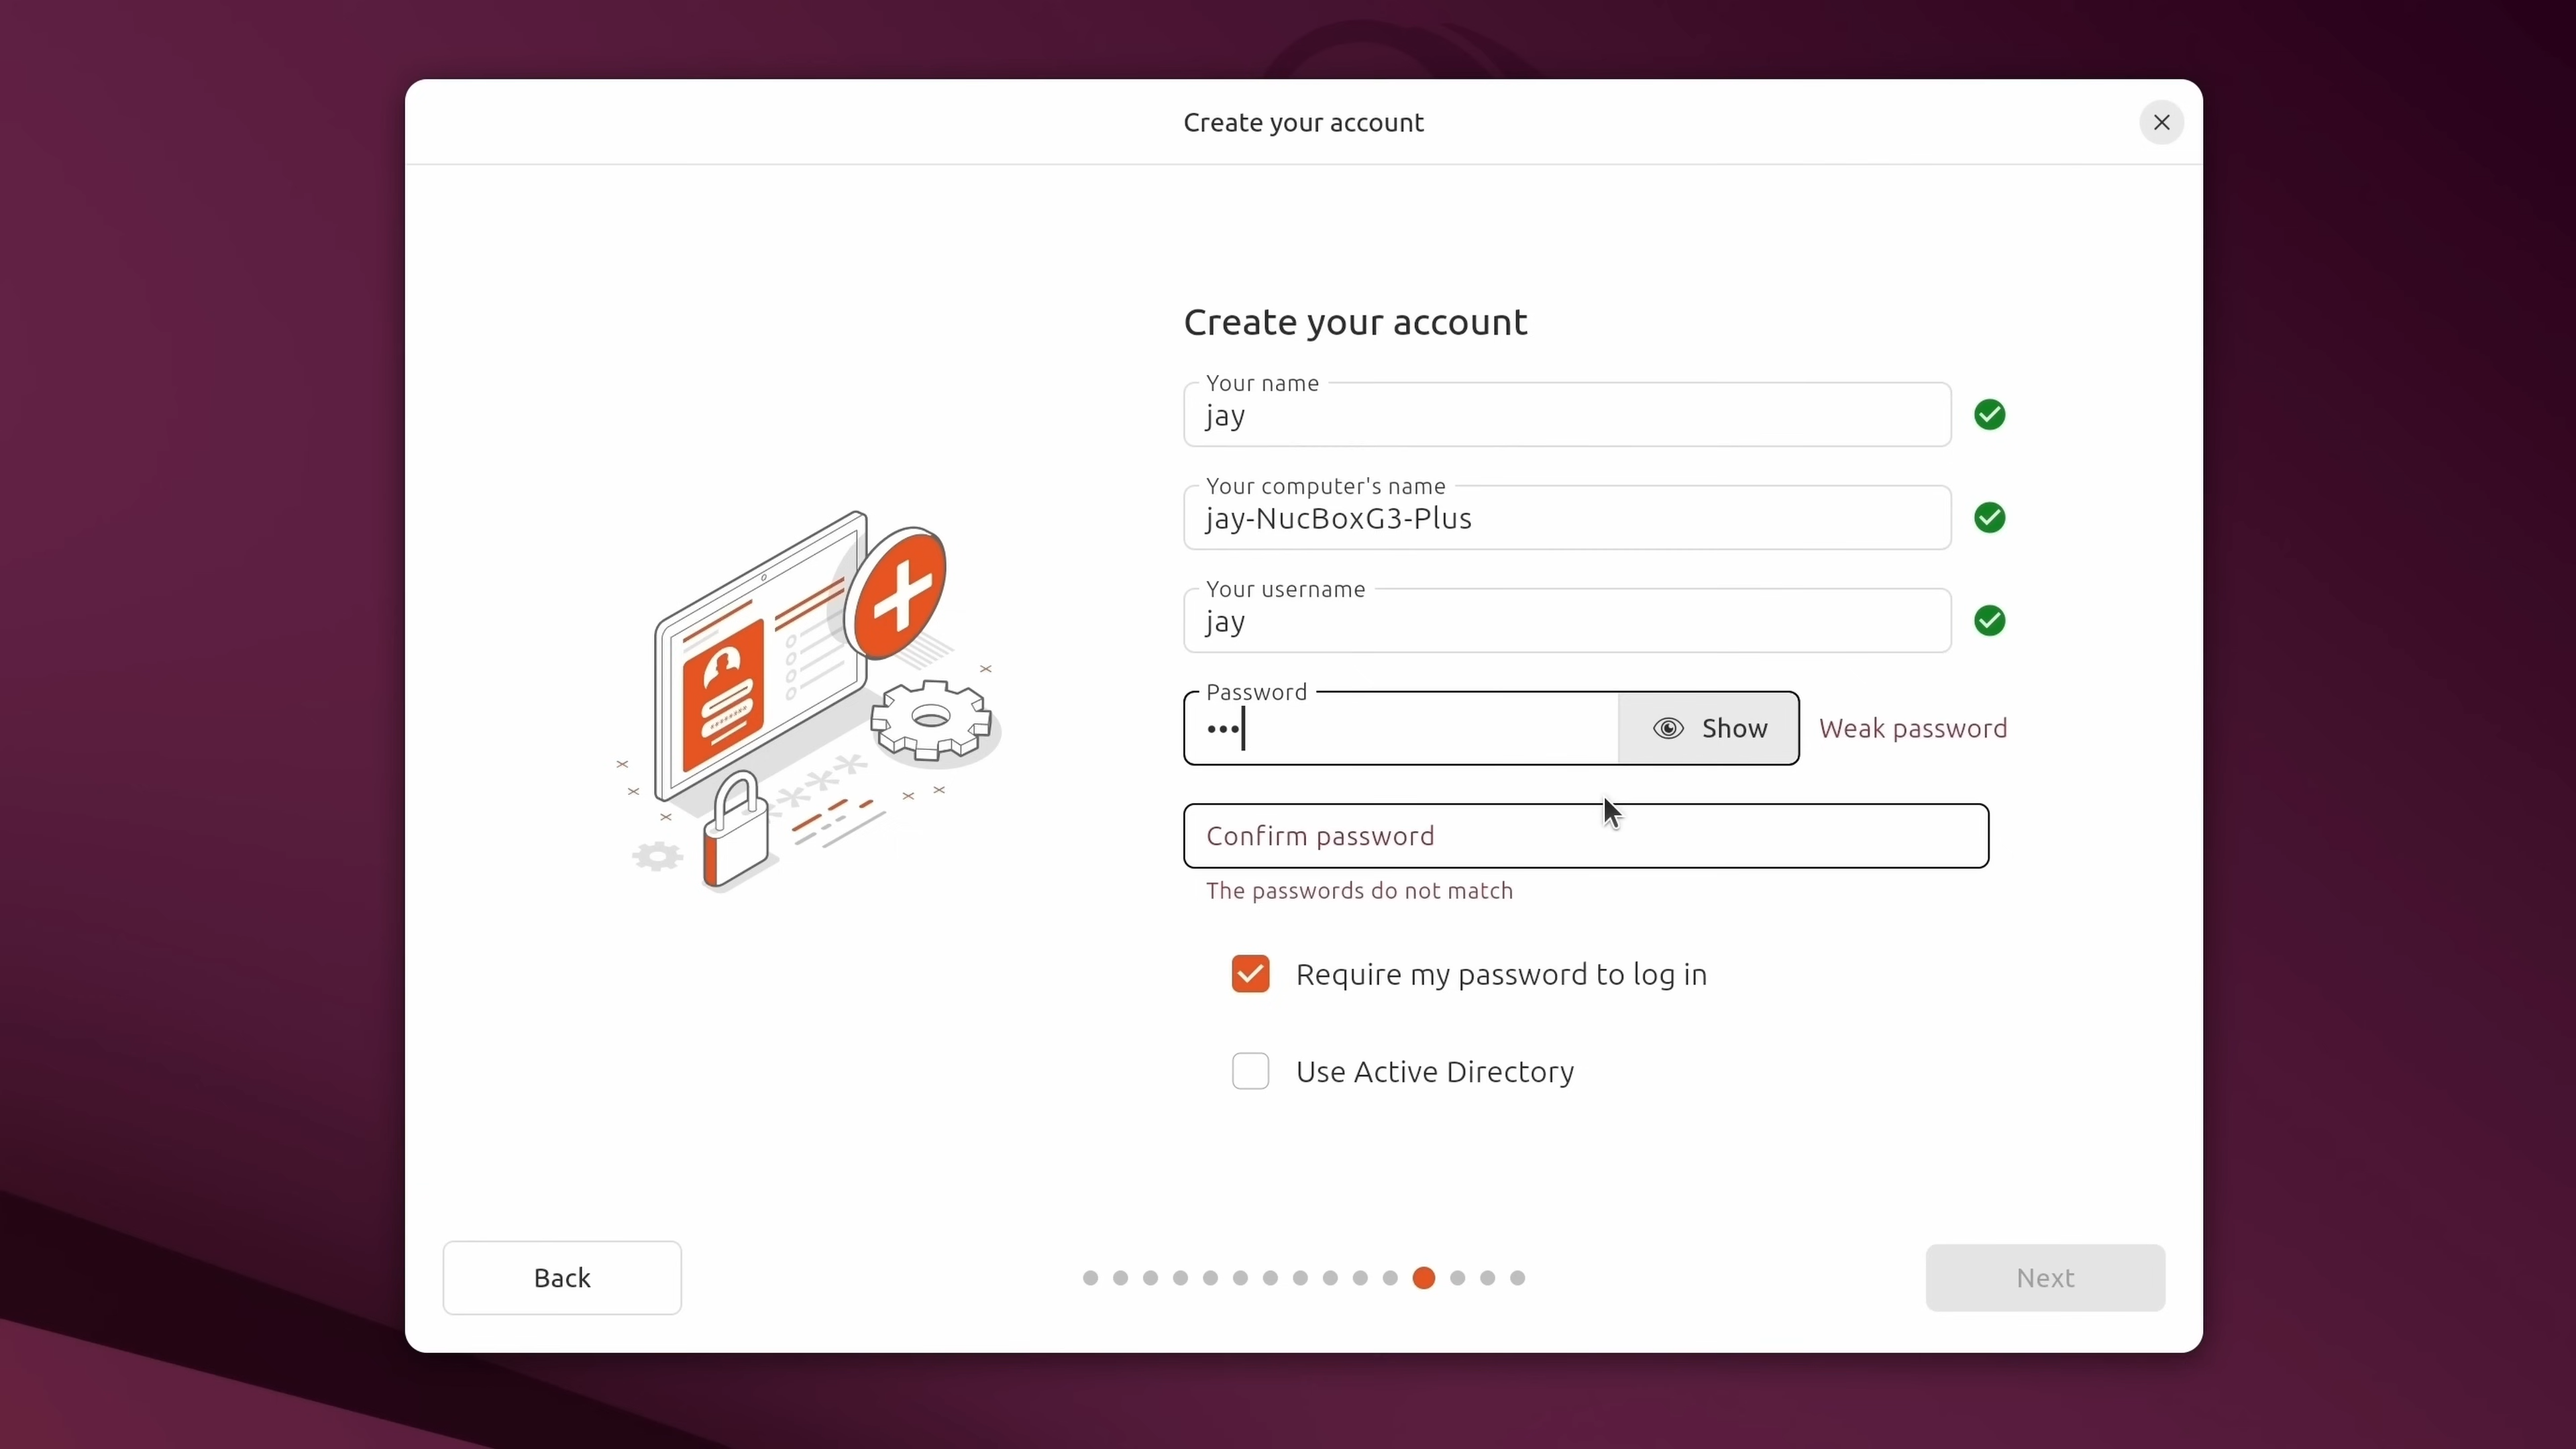 Create your account
Create your account
Your name
jay
Your computer's name
jay-NucBoxG3-Plus
Your username
jay
Password
•••
Show
Weak password
Confirm password
The passwords do not match
Require my password to log in
Use Active Directory
Back
Next